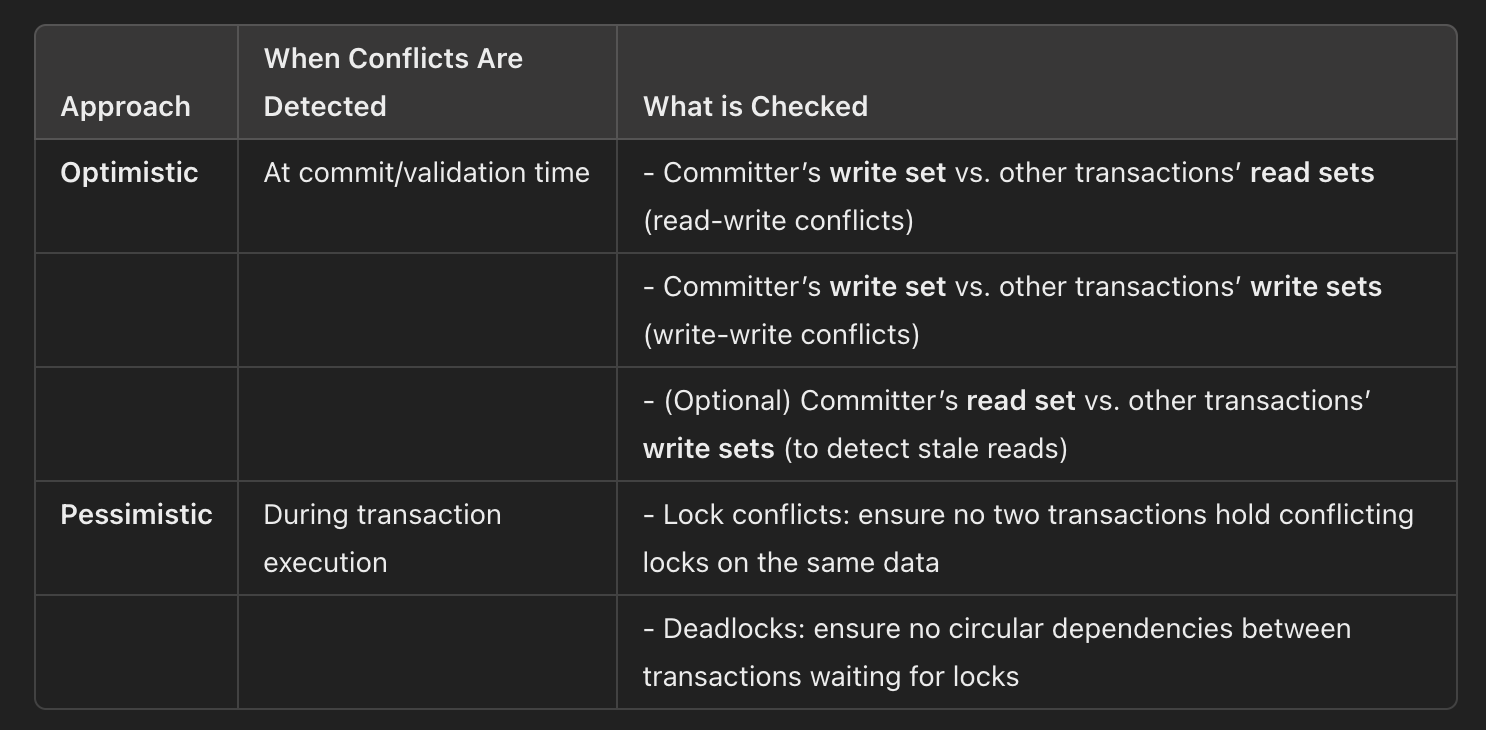 Approach
When Conflicts Are
Detected
What is Checked
Optimistic
At commit/validation time
- Committer’s write set vs. other transactions’ read sets
(read-write conflicts)
- Committer’s write set vs. other transactions’ write sets
(write-write conflicts)
- (Optional) Committer’s read set vs. other transactions’
write sets (to detect stale reads)
Pessimistic
During transaction
execution
- Lock conflicts: ensure no two transactions hold conflicting
locks on the same data
- Deadlocks: ensure no circular dependencies between
transactions waiting for locks